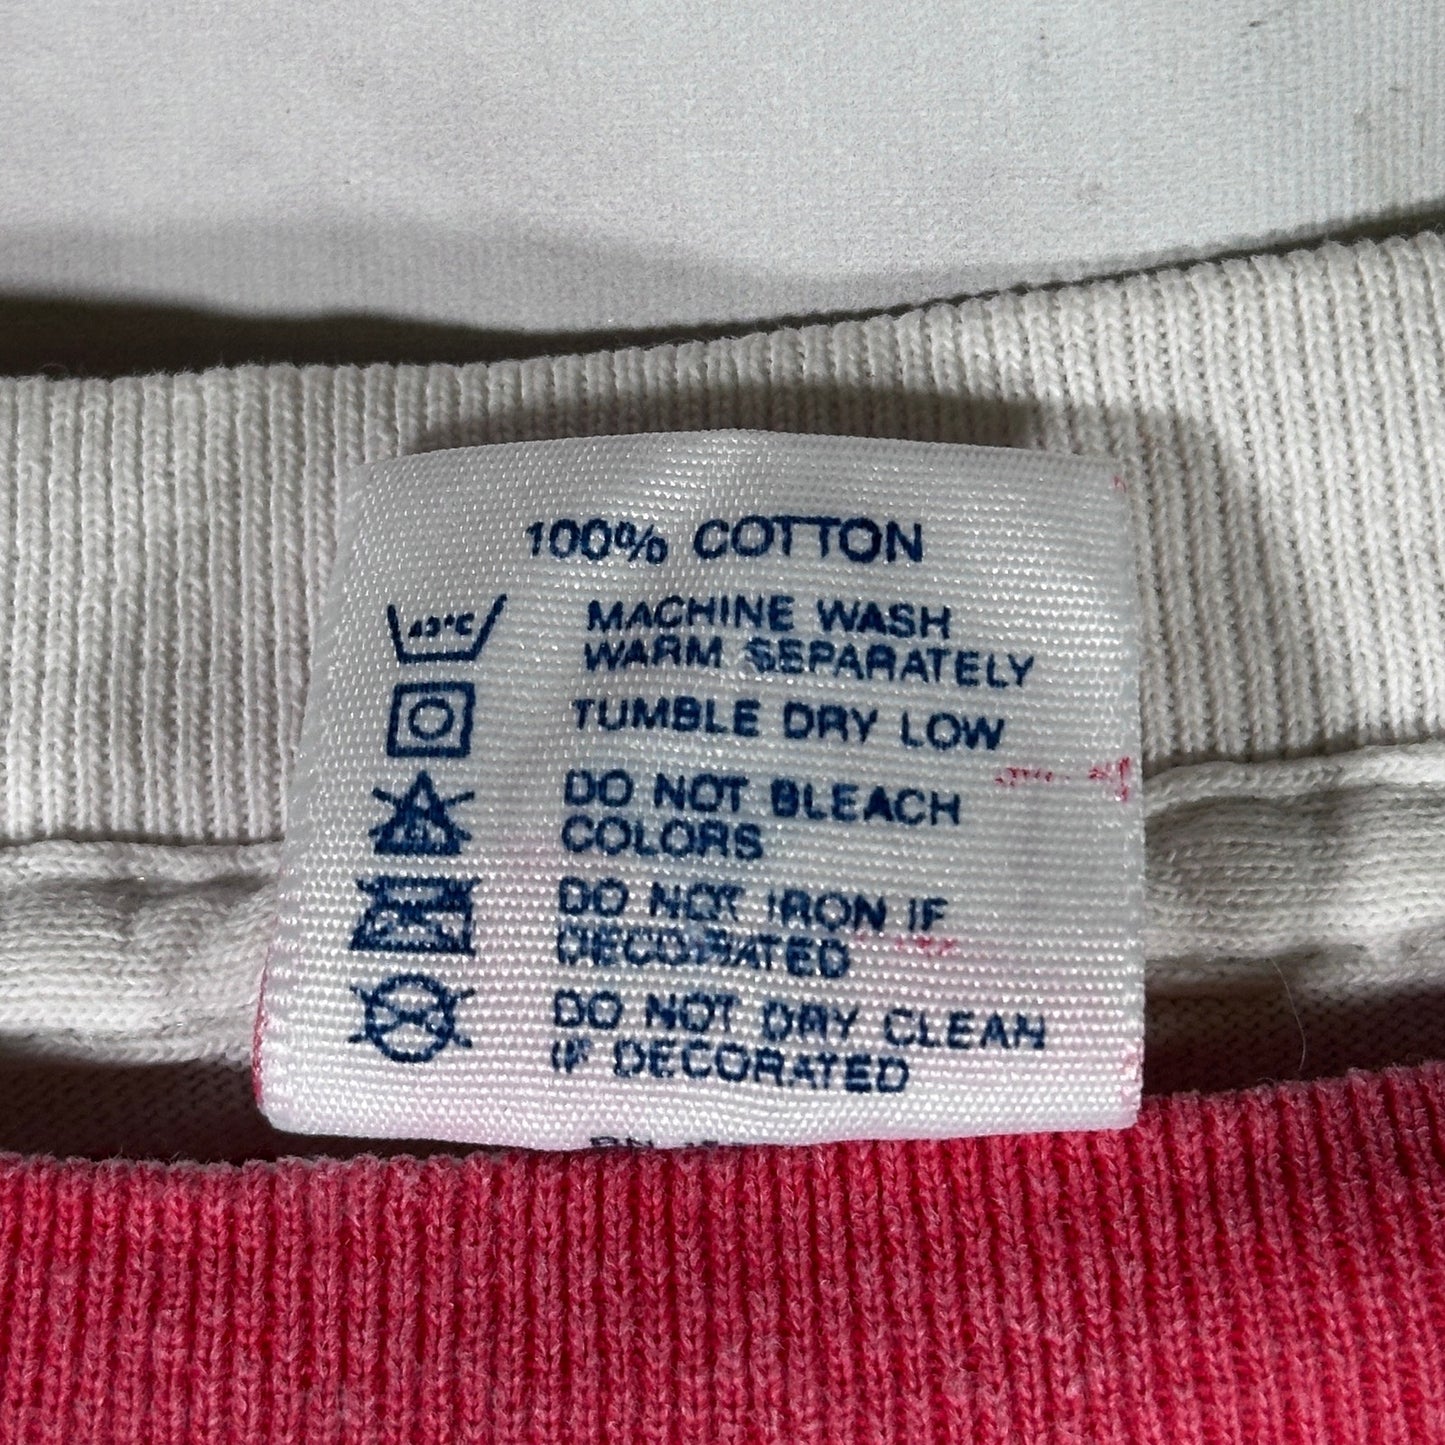 100% COTTON
MACHINE WASH
WARM SEPARATELY
TUMBLE DRY LOW
DO NOT BLEACH
COLORS
DO NOT IRON IF
DECORATED
DO NOT DRY CLEAN
IF DECORATED